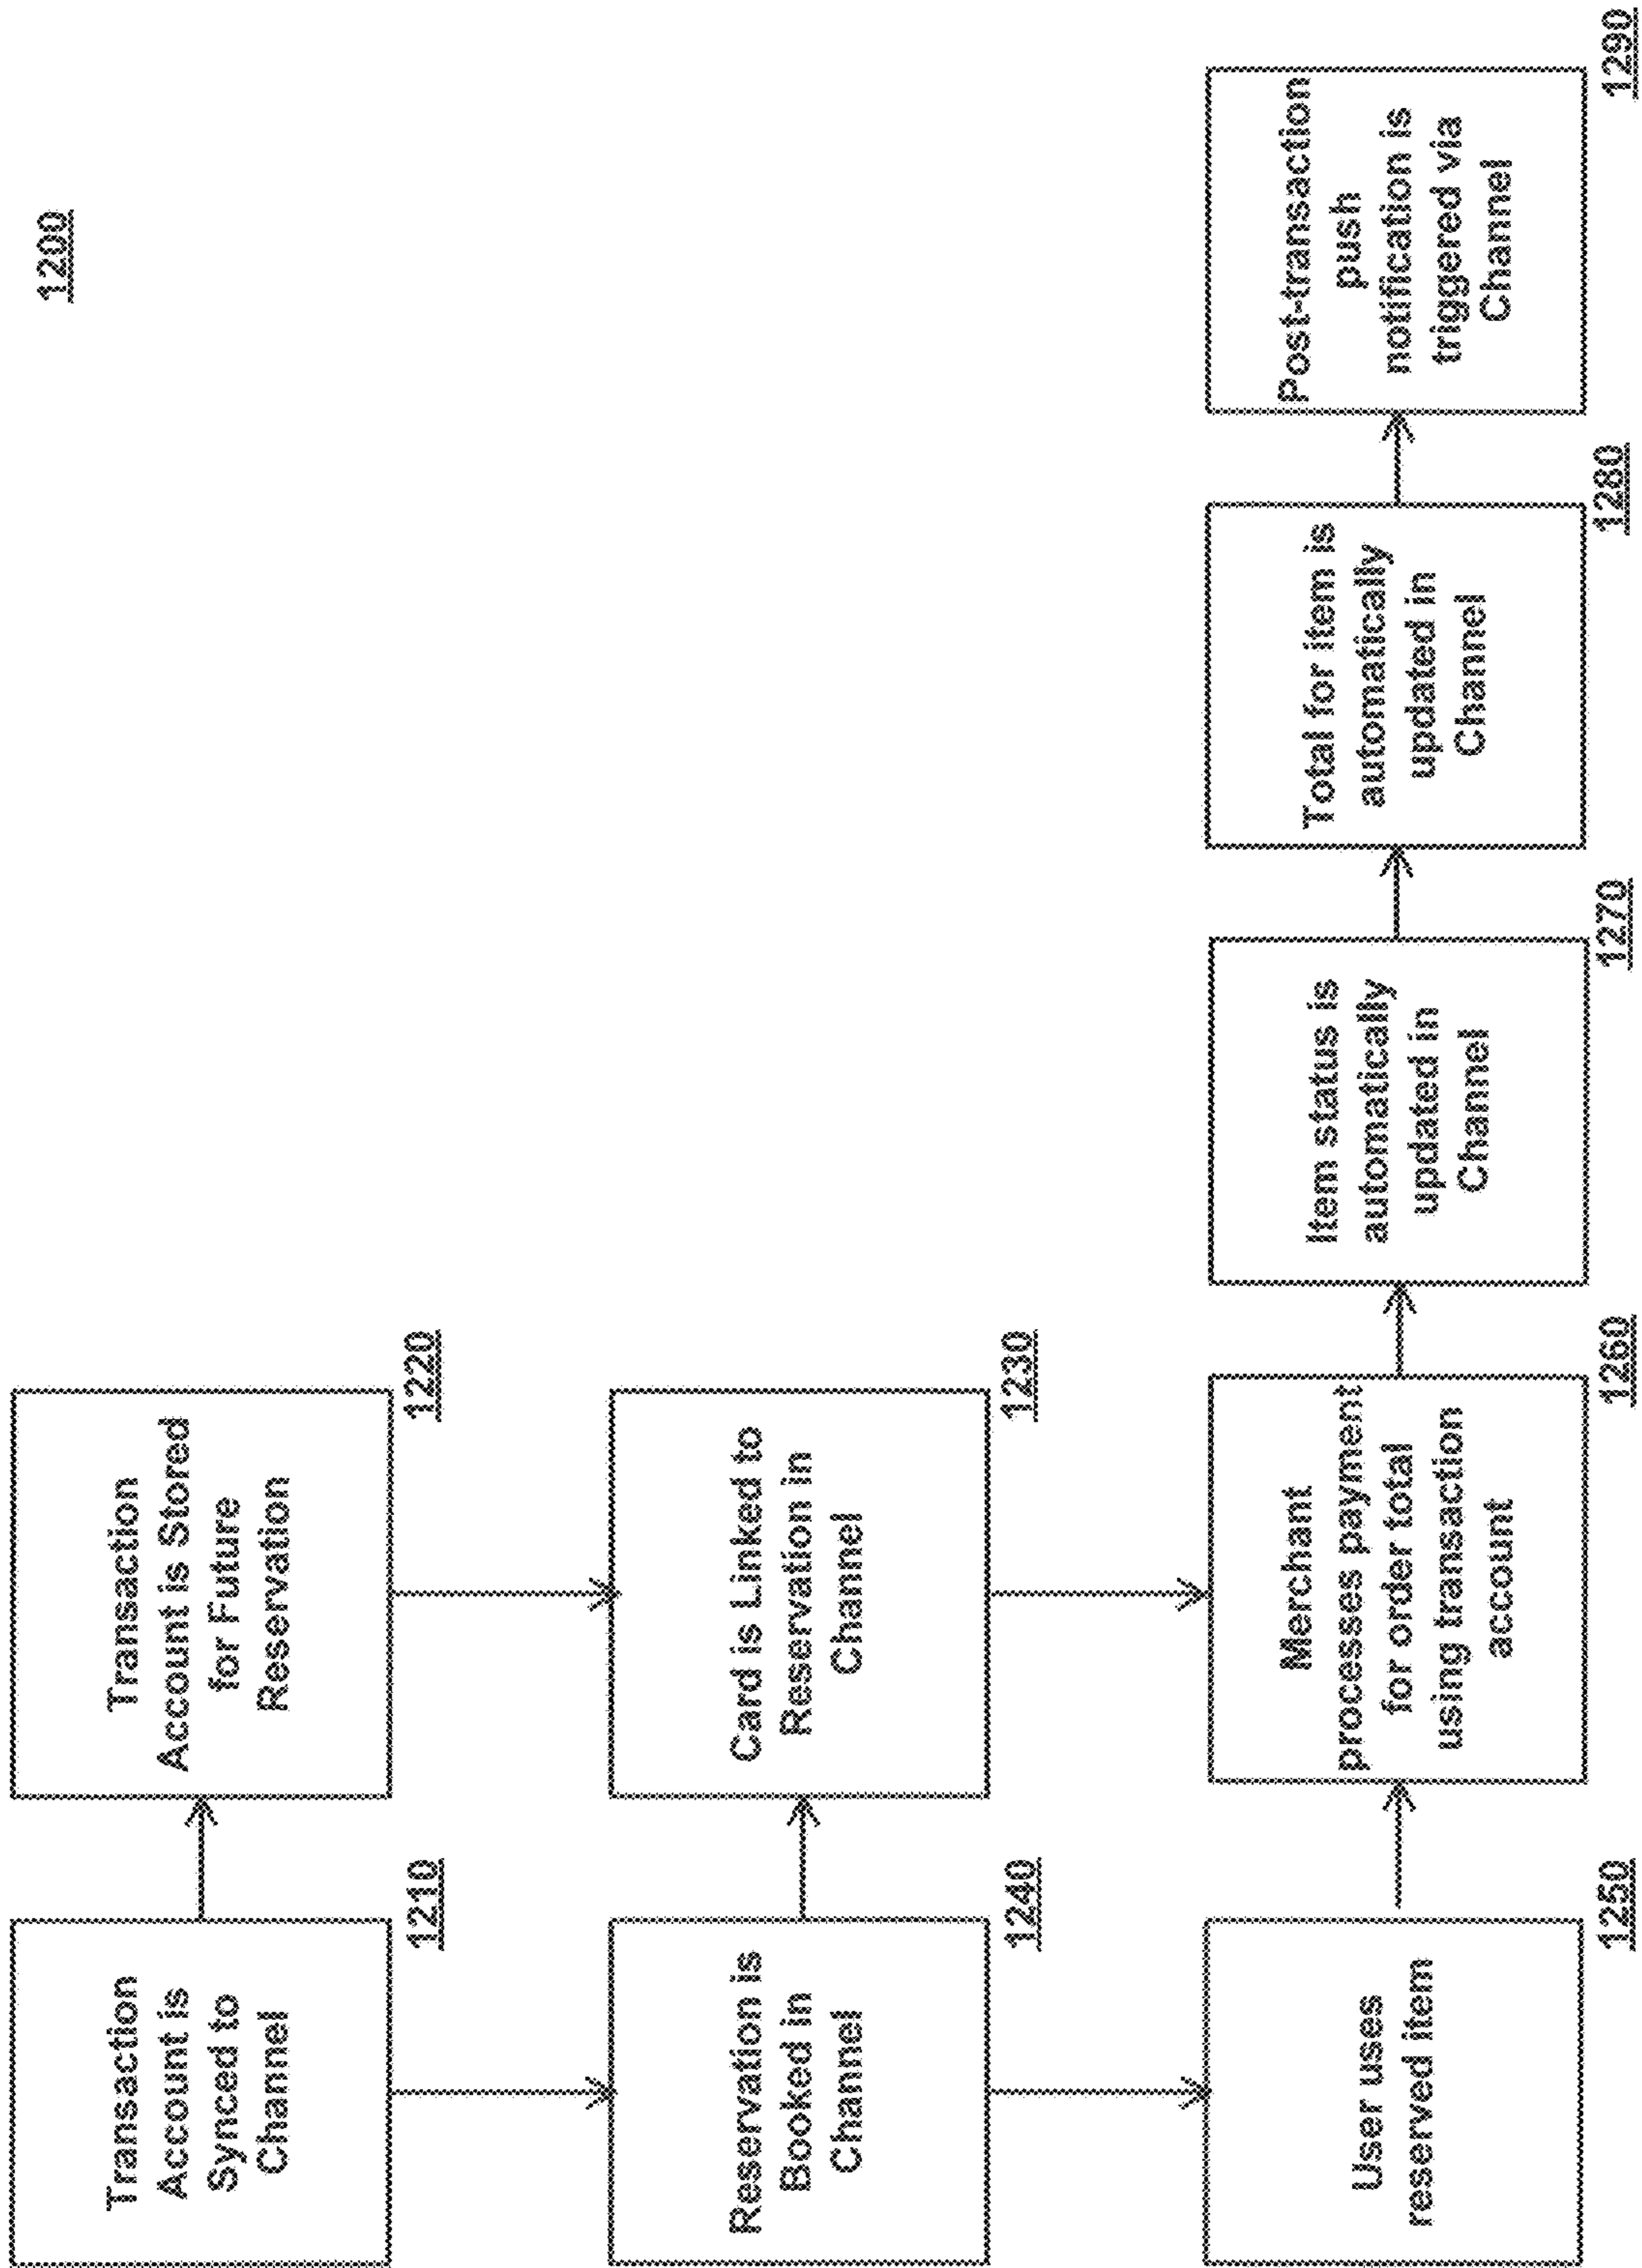 1200
Transaction
Account is
Synced to
Channel
1210
Transaction
Account is Stored
for Future
Reservation
1220
Reservation is
Booked in
Channel
1240
Card is Linked to
Reservation in
Channel
1230
User uses
reserved item
1250
Merchant
processes payment
for order total
using transaction
account
1260
Item status is
automatically
updated in
Channel
1270
Total for item is
automatically
updated in
Channel
1280
Post-transaction
push
notification is
triggered via
Channel
1290